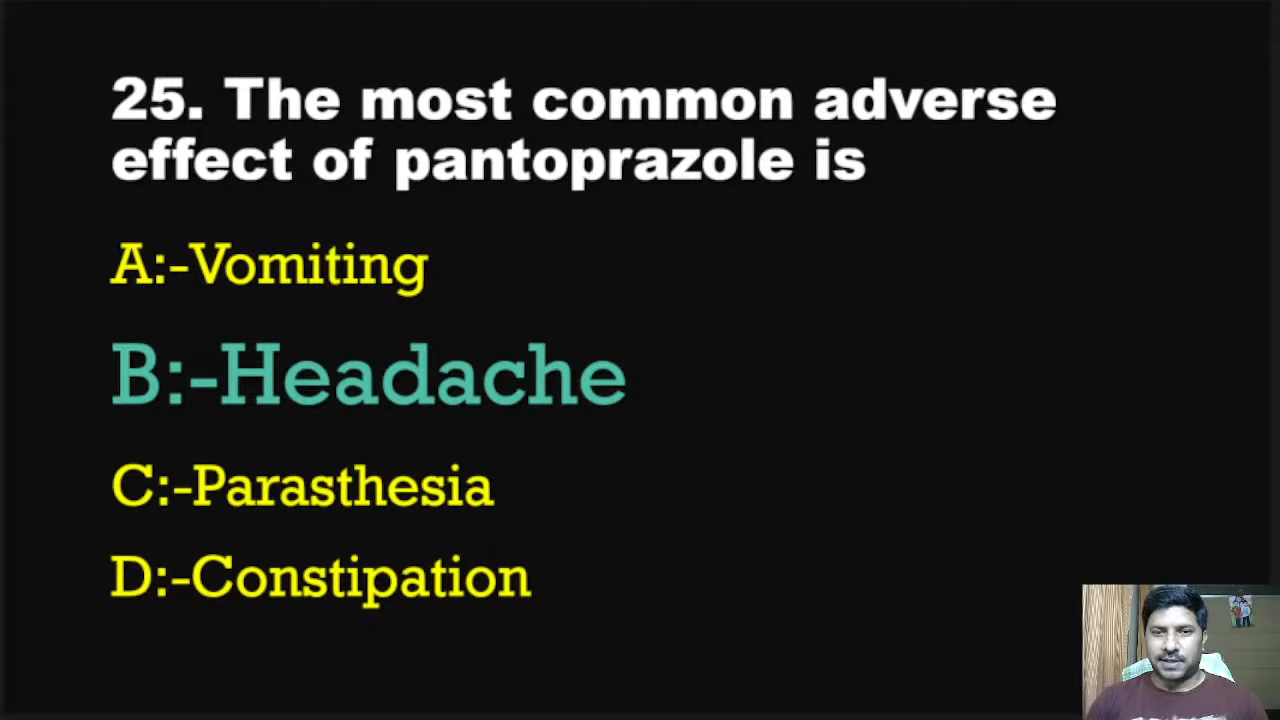 25. The most common adverse
effect of pantoprazole is
A:-Vomiting
B:-Headache
C:-Parasthesia
D:-Constipation